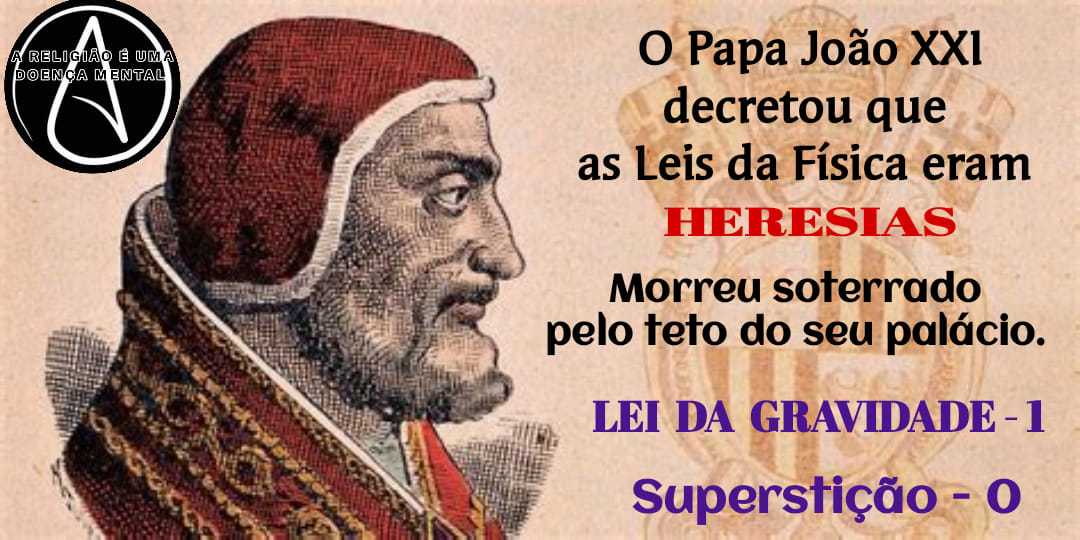 A RELIGIÃO É UMA
DOENÇA MENTAL
O Papa João XXI
decretou que
as Leis da Física eram
HERESIAS
Morreu soterrado
pelo teto do seu palácio.
LEI DA GRAVIDADE - 1
Superstição - 0